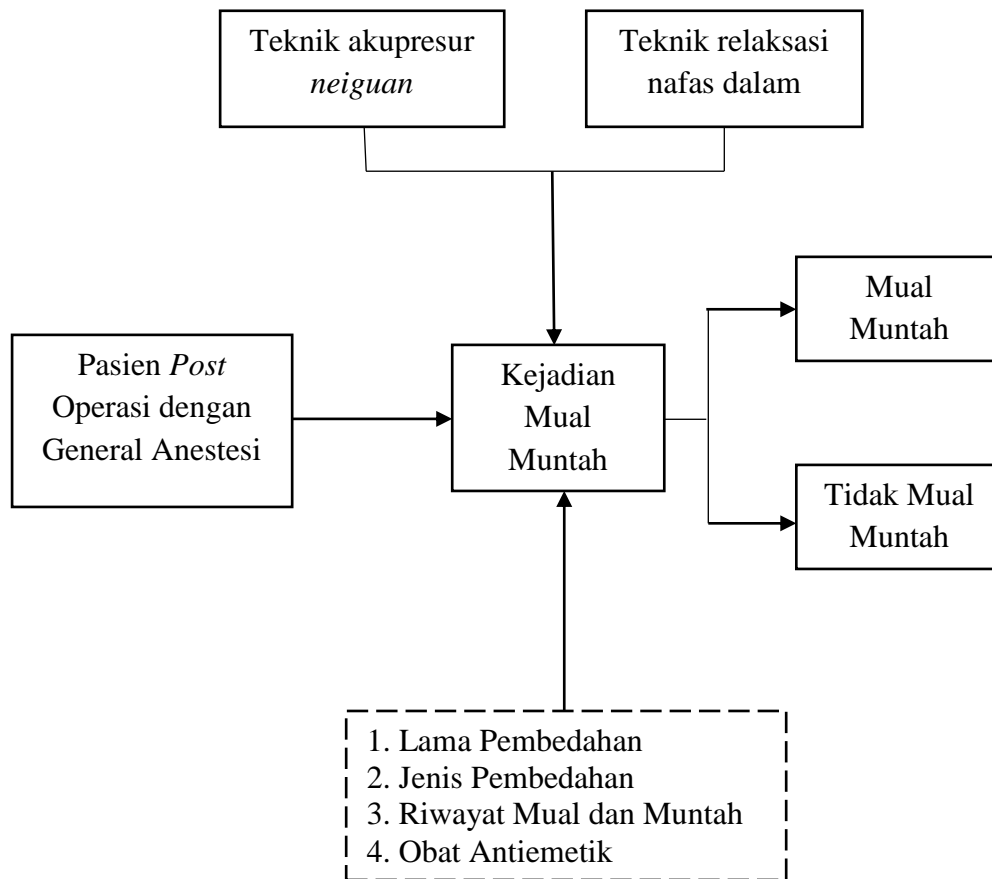 Teknik akupresur
neiguan
Teknik relaksasi
nafas dalam
Mual
Muntah
Pasien Post
Operasi dengan
General Anestesi
Kejadian
Mual
Muntah
Tidak Mual
Muntah
1. Lama Pembedahan
2. Jenis Pembedahan
3. Riwayat Mual dan Muntah
4. Obat Antiemetik